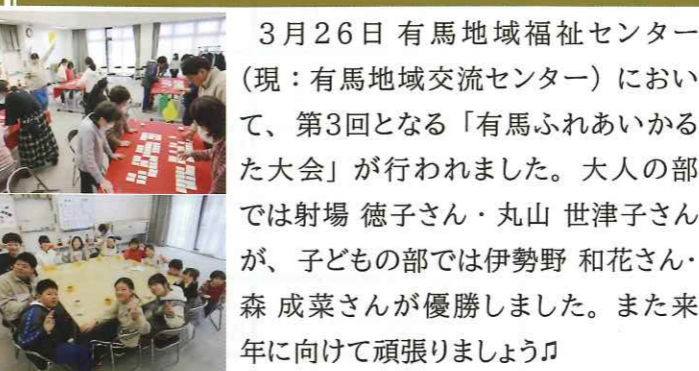 ３月２６日 有馬地域福祉センター
(現：有馬地域交流センター) におい
て、第3回となる「有馬ふれあいかる
た大会」が行われました。大人の部
では射場 徳子さん・丸山 世津子さん
が、子どもの部では伊勢野 和花さん・
森 成菜さんが優勝しました。また来
年に向けて頑張りましょう♫